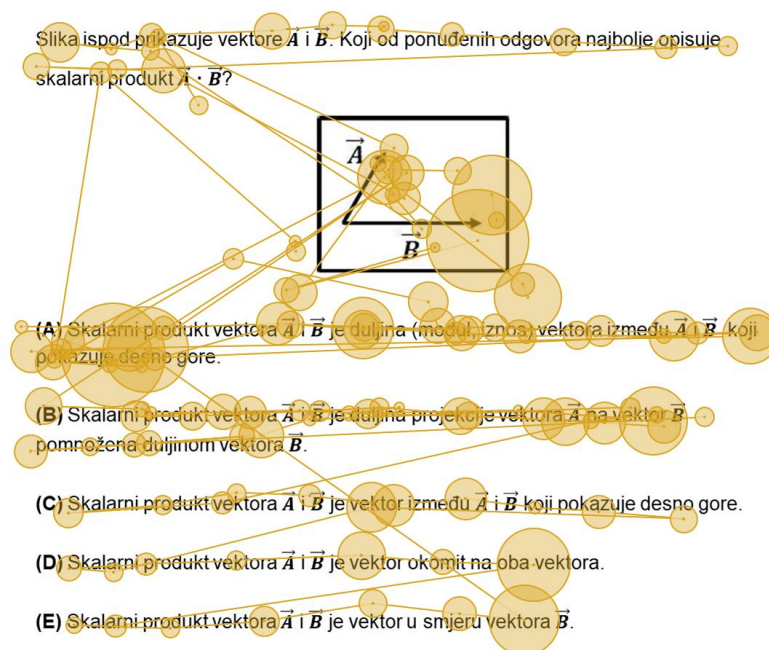 Slika ispod prikazuje vektore A⃗ i B⃗. Koji od ponuđenih odgovora najbolje opisuje
skalarni produkt A⃗ · B⃗?
A⃗
B⃗
(A) Skalarni produkt vektora A⃗ i B⃗ je duljina (modul, iznos) vektora između A⃗ i B⃗ koji
pokazuje desno gore.
(B) Skalarni produkt vektora A⃗ i B⃗ je duljina projekcije vektora A⃗ na vektor B⃗
pomnožena duljinom vektora B⃗.
(C) Skalarni produkt vektora A⃗ i B⃗ je vektor između A⃗ i B⃗ koji pokazuje desno gore.
(D) Skalarni produkt vektora A⃗ i B⃗ je vektor okomit na oba vektora.
(E) Skalarni produkt vektora A⃗ i B⃗ je vektor u smjeru vektora B⃗.